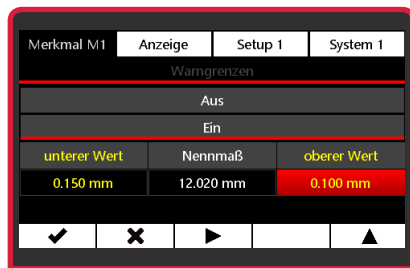 Merkmal M1 Anzeige Setup 1 System 1
Warngrenzen
Aus
Ein
unterer Wert Nennmaß oberer Wert
0.150 mm 12.020 mm 0.100 mm